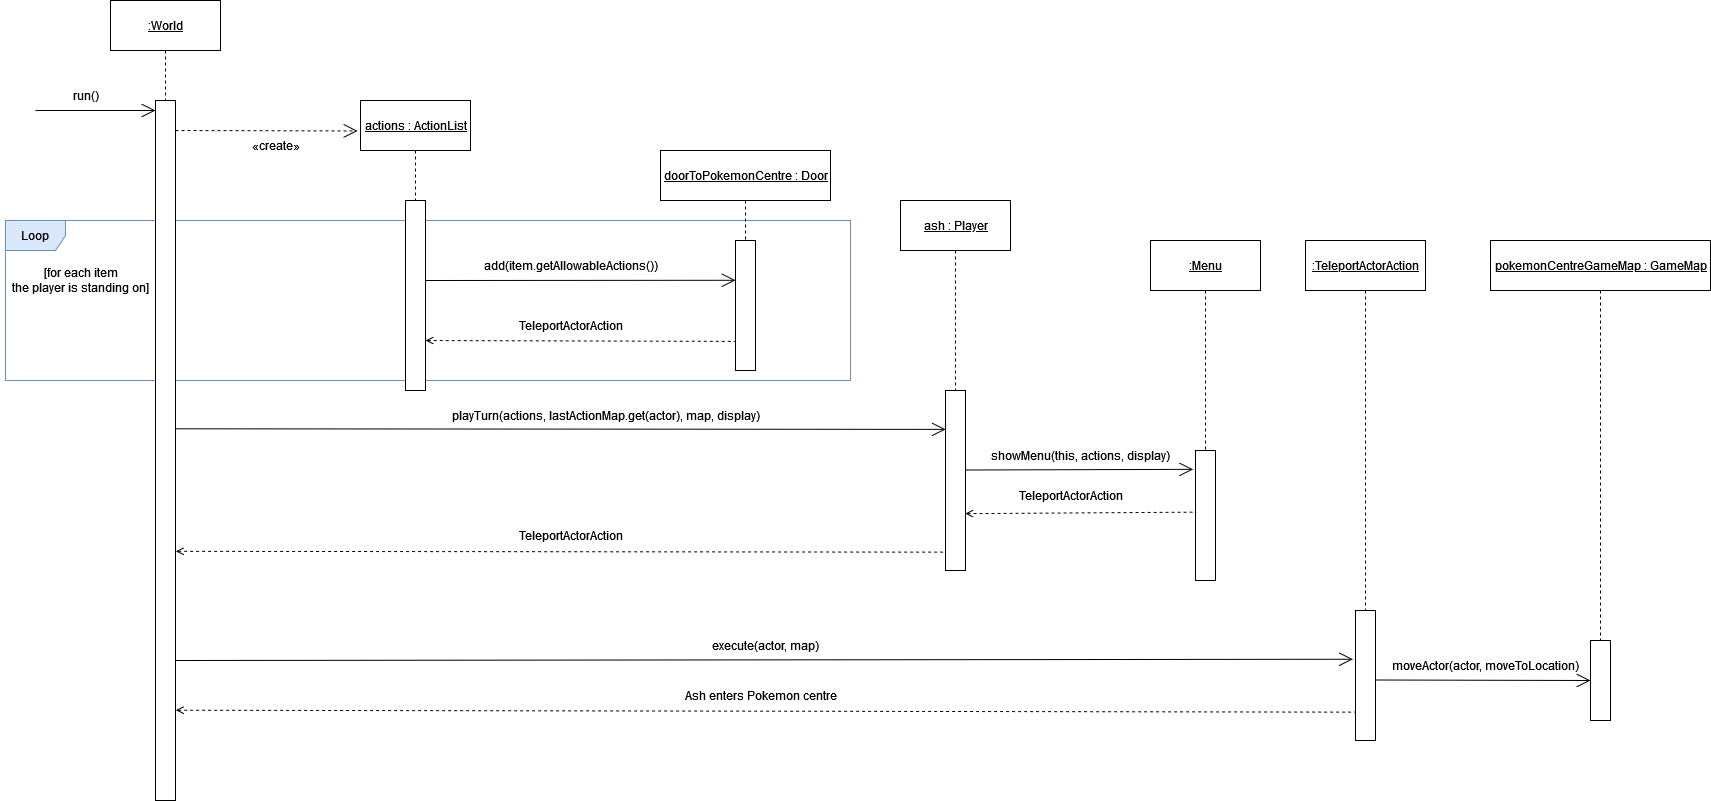 :World
run()
actions : ActionList
«create»
doorToPokemonCentre : Door
ash : Player
Loop
:Menu
:TeleportActorAction
pokemonCentreGameMap : GameMap
[for each item
the player is standing on]
add(item.getAllowableActions())
TeleportActorAction
playTurn(actions, lastActionMap.get(actor), map, display)
showMenu(this, actions, display)
TeleportActorAction
TeleportActorAction
execute(actor, map)
moveActor(actor, moveToLocation)
Ash enters Pokemon centre